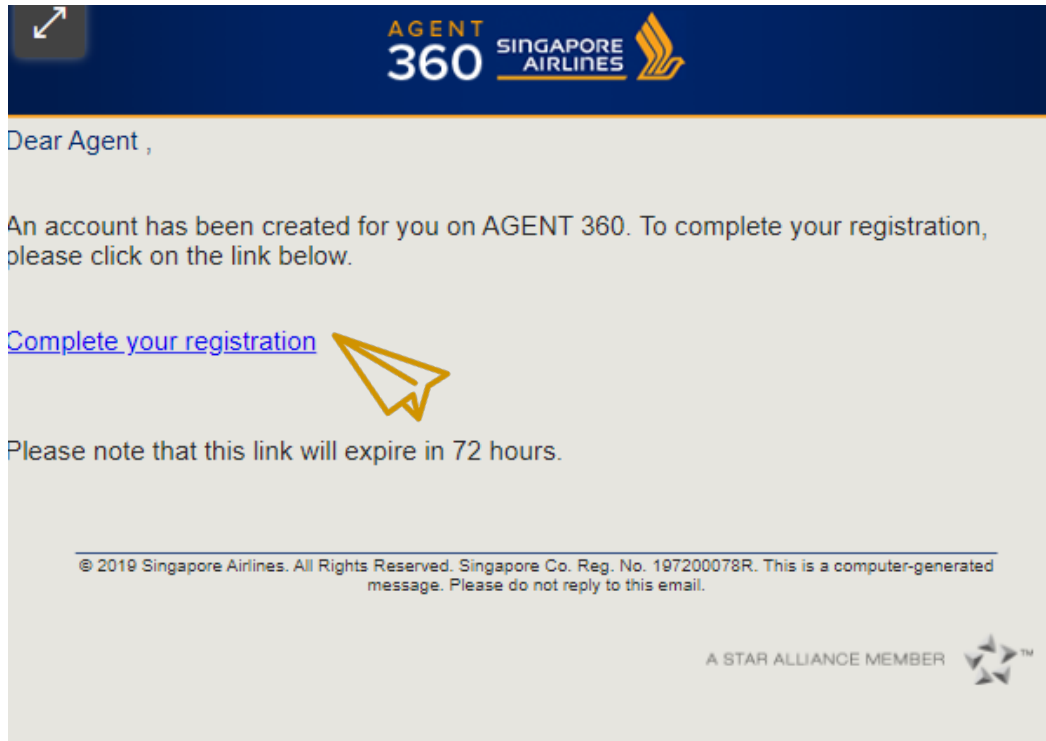 AGENT
360 SINGAPORE
AIRLINES
Dear Agent ,
An account has been created for you on AGENT 360. To complete your registration,
please click on the link below.
Complete your registration
Please note that this link will expire in 72 hours.
© 2019 Singapore Airlines. All Rights Reserved. Singapore Co. Reg. No. 197200078R. This is a computer-generated
message. Please do not reply to this email.
A STAR ALLIANCE MEMBER TM